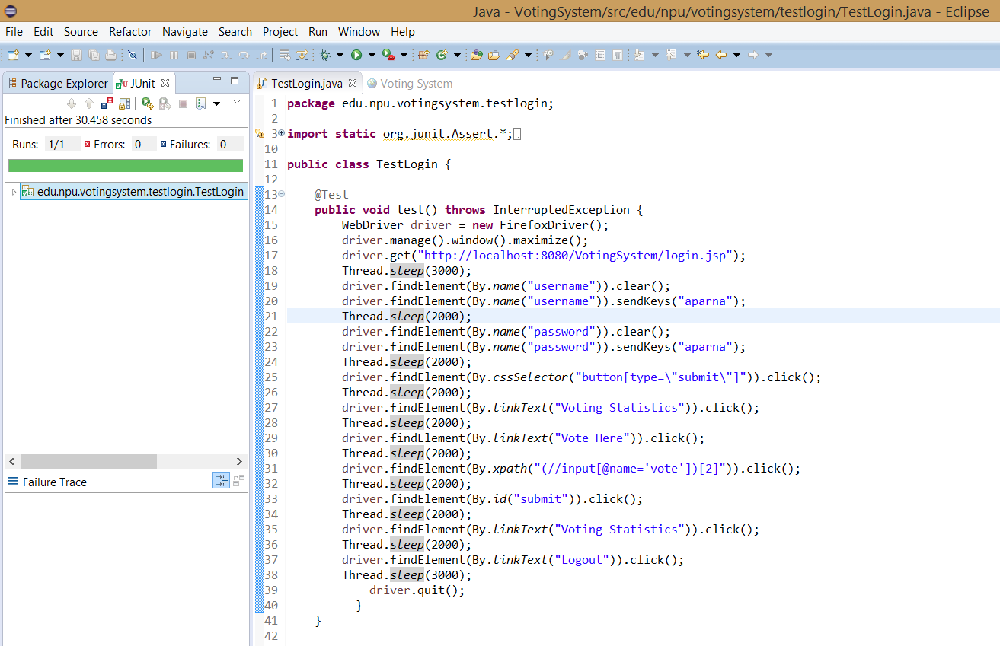 Java - VotingSystem/src/edu/npu/votingsystem/testlogin/TestLogin.java - Eclipse
File Edit Source Refactor Navigate Search Project Run Window Help
Package Explorer JUnit
Finished after 30.458 seconds
Runs: 1/1 Errors: 0 Failures: 0
edu.npu.votingsystem.testlogin.TestLogin
Failure Trace
TestLogin.java Voting System
1 package edu.npu.votingsystem.testlogin;
2
3 import static org.junit.Assert.*;
10
11 public class TestLogin {
12
13 @Test
14 public void test() throws InterruptedException {
15 WebDriver driver = new FirefoxDriver();
16 driver.manage().window().maximize();
17 driver.get("http://localhost:8080/VotingSystem/login.jsp");
18 Thread.sleep(3000);
19 driver.findElement(By.name("username")).clear();
20 driver.findElement(By.name("username")).sendKeys("aparna");
21 Thread.sleep(2000);
22 driver.findElement(By.name("password")).clear();
23 driver.findElement(By.name("password")).sendKeys("aparna");
24 Thread.sleep(2000);
25 driver.findElement(By.cssSelector("button[type=\"submit\"]")).click();
26 Thread.sleep(2000);
27 driver.findElement(By.linkText("Voting Statistics")).click();
28 Thread.sleep(2000);
29 driver.findElement(By.linkText("Vote Here")).click();
30 Thread.sleep(2000);
31 driver.findElement(By.xpath("(//input[@name='vote'])[2]")).click();
32 Thread.sleep(2000);
33 driver.findElement(By.id("submit")).click();
34 Thread.sleep(2000);
35 driver.findElement(By.linkText("Voting Statistics")).click();
36 Thread.sleep(2000);
37 driver.findElement(By.linkText("Logout")).click();
38 Thread.sleep(3000);
39 driver.quit();
40 }
41 }
42